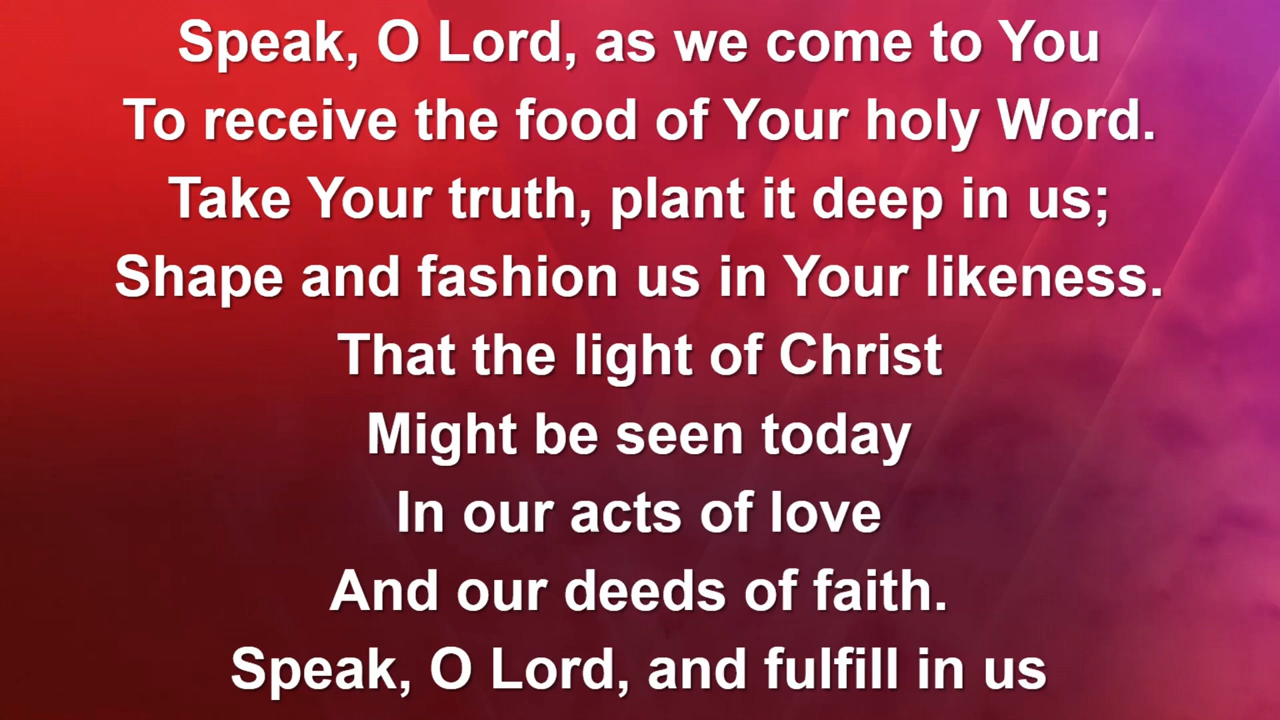 Speak, O Lord, as we come to You
To receive the food of Your holy Word.
Take Your truth, plant it deep in us;
Shape and fashion us in Your likeness.
That the light of Christ
Might be seen today
In our acts of love
And our deeds of faith.
Speak, O Lord, and fulfill in us